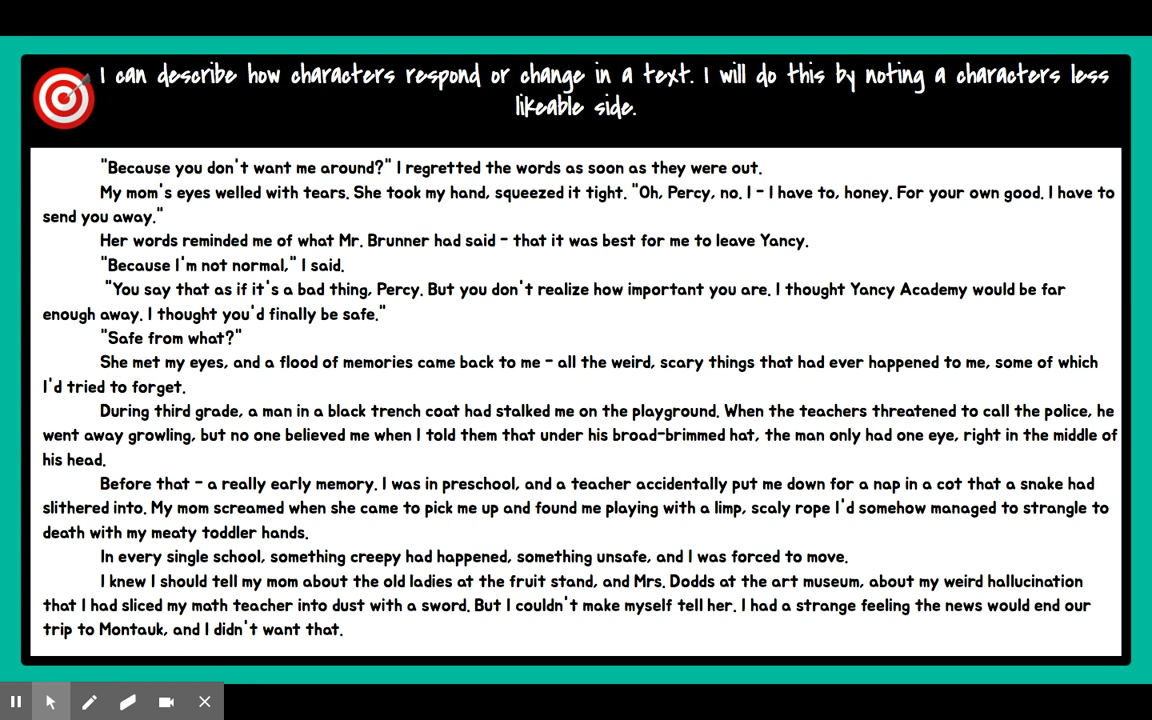 I can describe how characters respond or change in a text. I will do this by noting a characters less
likeable side.
"Because you don't want me around?" I regretted the words as soon as they were out.
My mom's eyes welled with tears. She took my hand, squeezed it tight. "Oh, Percy, no. I - I have to, honey. For your own good. I have to
send you away."
Her words reminded me of what Mr. Brunner had said - that it was best for me to leave Yancy.
"Because I'm not normal," I said.
"You say that as if it's a bad thing, Percy. But you don't realize how important you are. I thought Yancy Academy would be far
enough away. I thought you'd finally be safe."
"Safe from what?"
She met my eyes, and a flood of memories came back to me - all the weird, scary things that had ever happened to me, some of which
I'd tried to forget.
During third grade, a man in a black trench coat had stalked me on the playground. When the teachers threatened to call the police, he
went away growling, but no one believed me when I told them that under his broad-brimmed hat, the man only had one eye, right in the middle of
his head.
Before that - a really early memory. I was in preschool, and a teacher accidentally put me down for a nap in a cot that a snake had
slithered into. My mom screamed when she came to pick me up and found me playing with a limp, scaly rope I'd somehow managed to strangle to
death with my meaty toddler hands.
In every single school, something creepy had happened, something unsafe, and I was forced to move.
I knew I should tell my mom about the old ladies at the fruit stand, and Mrs. Dodds at the art museum, about my weird hallucination
that I had sliced my math teacher into dust with a sword. But I couldn't make myself tell her. I had a strange feeling the news would end our
trip to Montauk, and I didn't want that.